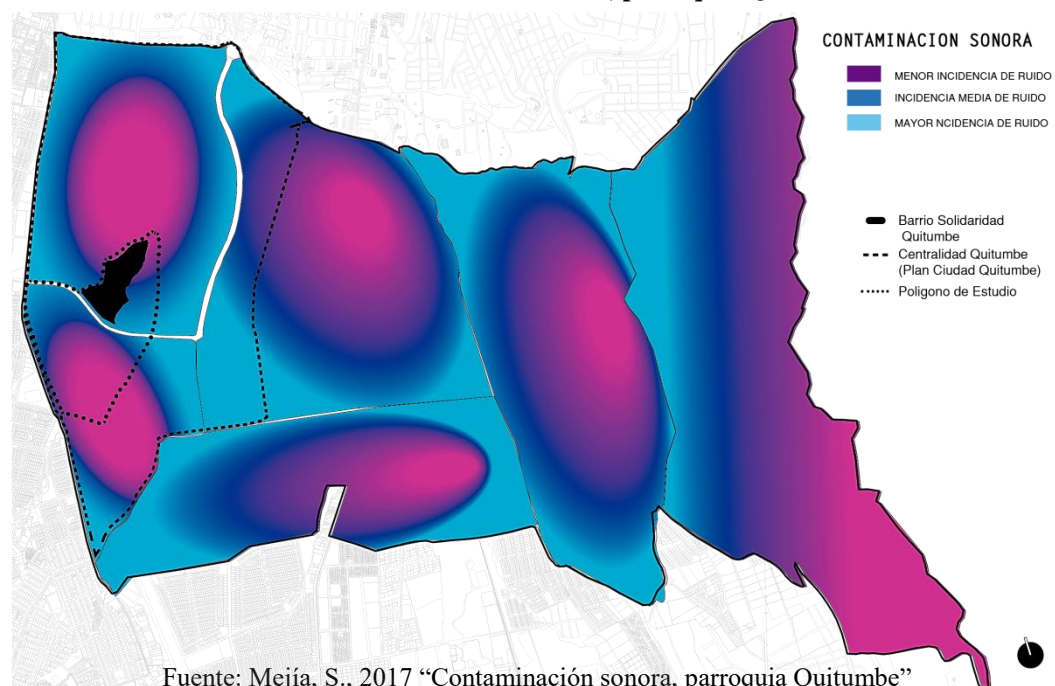 CONTAMINACION SONORA
MENOR INCIDENCIA DE RUIDO
INCIDENCIA MEDIA DE RUIDO
MAYOR NCIDENCIA DE RUIDO
Barrio Solidaridad
Quitumbe
Centralidad Quitumbe
(Plan Ciudad Quitumbe)
Poligono de Estudio
Fuente: Mejía, S., 2017 “Contaminación sonora, parroquia Quitumbe”